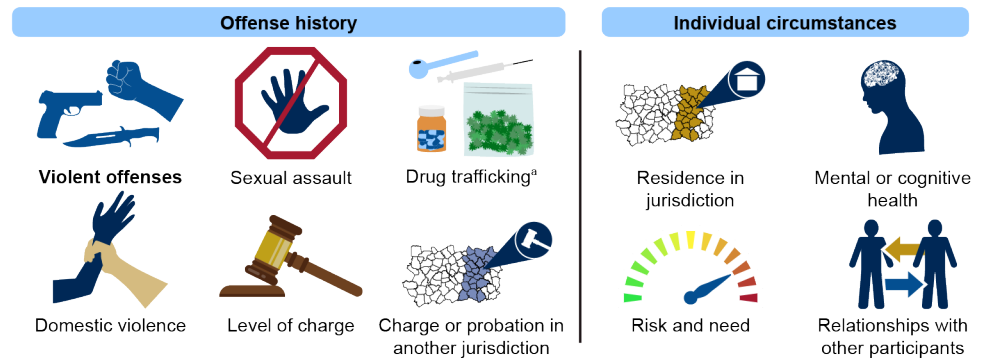 Offense history
Violent offenses
Sexual assault
Drug traffickingᵃ
Domestic violence
Level of charge
Charge or probation in
another jurisdiction
Individual circumstances
Residence in
jurisdiction
Mental or cognitive
health
Risk and need
Relationships with
other participants